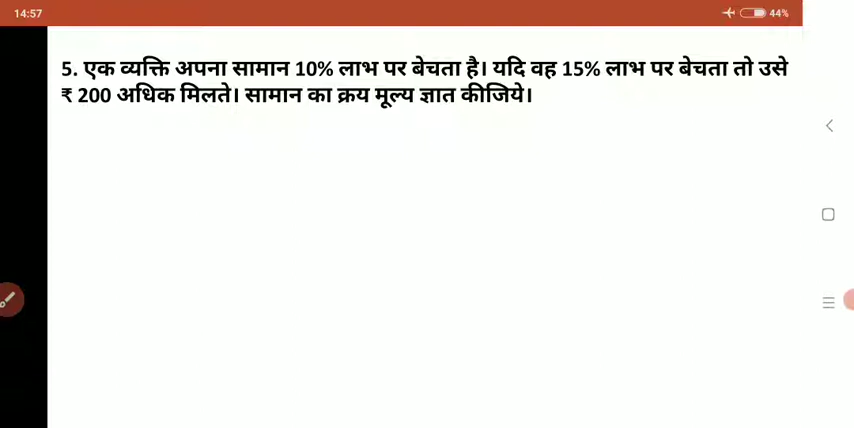 14:57
44%
5. एक व्यक्ति अपना सामान 10% लाभ पर बेचता है। यदि वह 15% लाभ पर बेचता तो उसे
₹ 200 अधिक मिलते। सामान का क्रय मूल्य ज्ञात कीजिये।